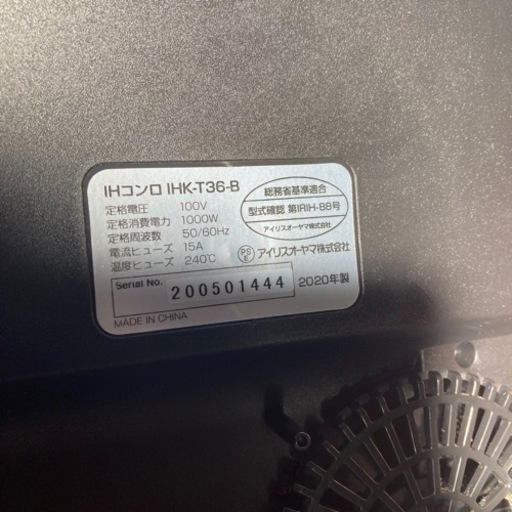 IHコンロ IHK-T36-B
定格電圧 100V
定格消費電力 1000W
定格周波数 50/60Hz
電流ヒューズ 15A
温度ヒューズ 240℃
総務省基準適合
型式確認 第IRIH-88号
アイリスオーヤマ株式会社
PS E アイリスオーヤマ株式会社
Serial No. 200501444 2020年製
MADE IN CHINA